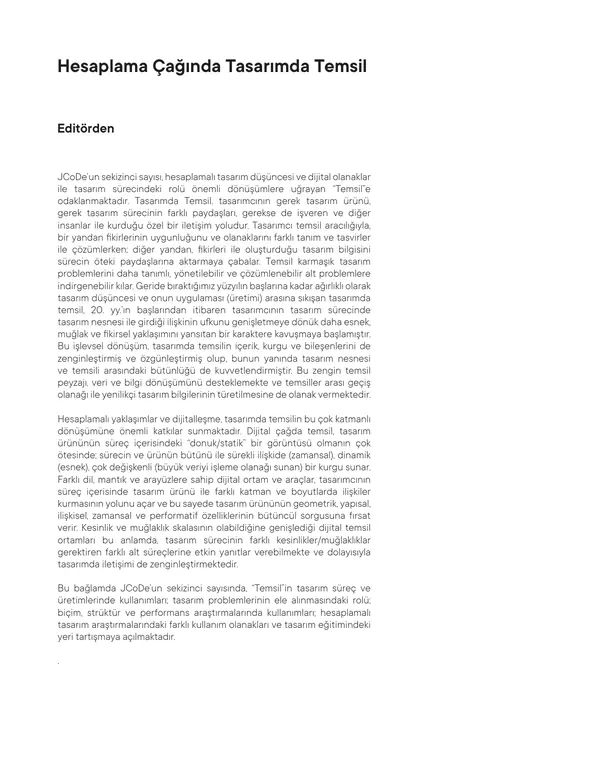 Hesaplama Çağında Tasarımda Temsil
Editörden
JCoDe'un sekizinci sayısı, hesaplamalı tasarım düşüncesi ve dijital olanaklar
ile tasarım sürecindeki rolü önemli dönüşümlere uğrayan “Temsil”e
odaklanmaktadır. Tasarımda Temsil, tasarımcının gerek tasarım ürünü,
gerek tasarım sürecinin farklı paydaşları, gerekse de işveren ve diğer
insanlar ile kurduğu özel bir iletişim yoludur. Tasarımcı temsil aracılığıyla,
bir yandan fikirlerinin uygunluğunu ve olanaklarını farklı tanım ve tasvirler
ile çözümlerken; diğer yandan, fikirleri ile oluşturduğu tasarım bilgisini
sürecin öteki paydaşlarına aktarmaya çabalar. Temsil karmaşık tasarım
problemlerini daha tanımlı, yönetilebilir ve çözümlenebilir alt problemlere
indirgenebilir kılar. Geride bıraktığımız yüzyılın başlarına kadar ağırlıklı olarak
tasarım düşüncesi ve onun uygulaması (üretimi) arasına sıkışan tasarımda
temsil, 20. yy.'ın başlarından itibaren tasarımcının tasarım sürecinde
tasarım nesnesi ile girdiği ilişkinin ufkunu genişletmeye dönük daha esnek,
muğlak ve fikirsel yaklaşımını yansıtan bir karaktere kavuşmaya başlamıştır.
Bu işlevsel dönüşüm, tasarımda temsilin içerik, kurgu ve bileşenlerini de
zenginleştirmiş ve özgünleştirmiş olup, bunun yanında tasarım nesnesi
ve temsili arasındaki bütünlüğü de kuvvetlendirmiştir. Bu zengin temsil
peyzajı, veri ve bilgi dönüşümünü desteklemekte ve temsiller arası geçiş
olanağı ile yenilikçi tasarım bilgilerinin türetilmesine de olanak vermektedir.
Hesaplamalı yaklaşımlar ve dijitalleşme, tasarımda temsilin bu çok katmanlı
dönüşümüne önemli katkılar sunmaktadır. Dijital çağda temsil, tasarım
ürününün süreç içerisindeki “donuk/statik” bir görüntüsü olmanın çok
ötesinde; sürecin ve ürünün bütünü ile sürekli ilişkide (zamansal), dinamik
(esnek), çok değişkenli (büyük veriyi işleme olanağı sunan) bir kurgu sunar.
Farklı dil, mantık ve arayüzlere sahip dijital ortam ve araçlar, tasarımcının
süreç içerisinde tasarım ürünü ile farklı katman ve boyutlarda ilişkiler
kurmasının yolunu açar ve bu sayede tasarım ürününün geometrik, yapısal,
ilişkisel, zamansal ve performatif özelliklerinin bütüncül sorgusuna fırsat
verir. Kesinlik ve muğlaklık skalasının olabildiğine genişlediği dijital temsil
ortamları bu anlamda, tasarım sürecinin farklı kesinlikler/muğlaklıklar
gerektiren farklı alt süreçlerine etkin yanıtlar verebilmekte ve dolayısıyla
tasarımda iletişimi de zenginleştirmektedir.
Bu bağlamda JCoDe'un sekizinci sayısında, “Temsil”in tasarım süreç ve
üretimlerinde kullanımları; tasarım problemlerinin ele alınmasındaki rolü;
biçim, strüktür ve performans araştırmalarında kullanımları; hesaplamalı
tasarım araştırmalarındaki farklı kullanım olanakları ve tasarım eğitimindeki
yeri tartışmaya açılmaktadır.
.